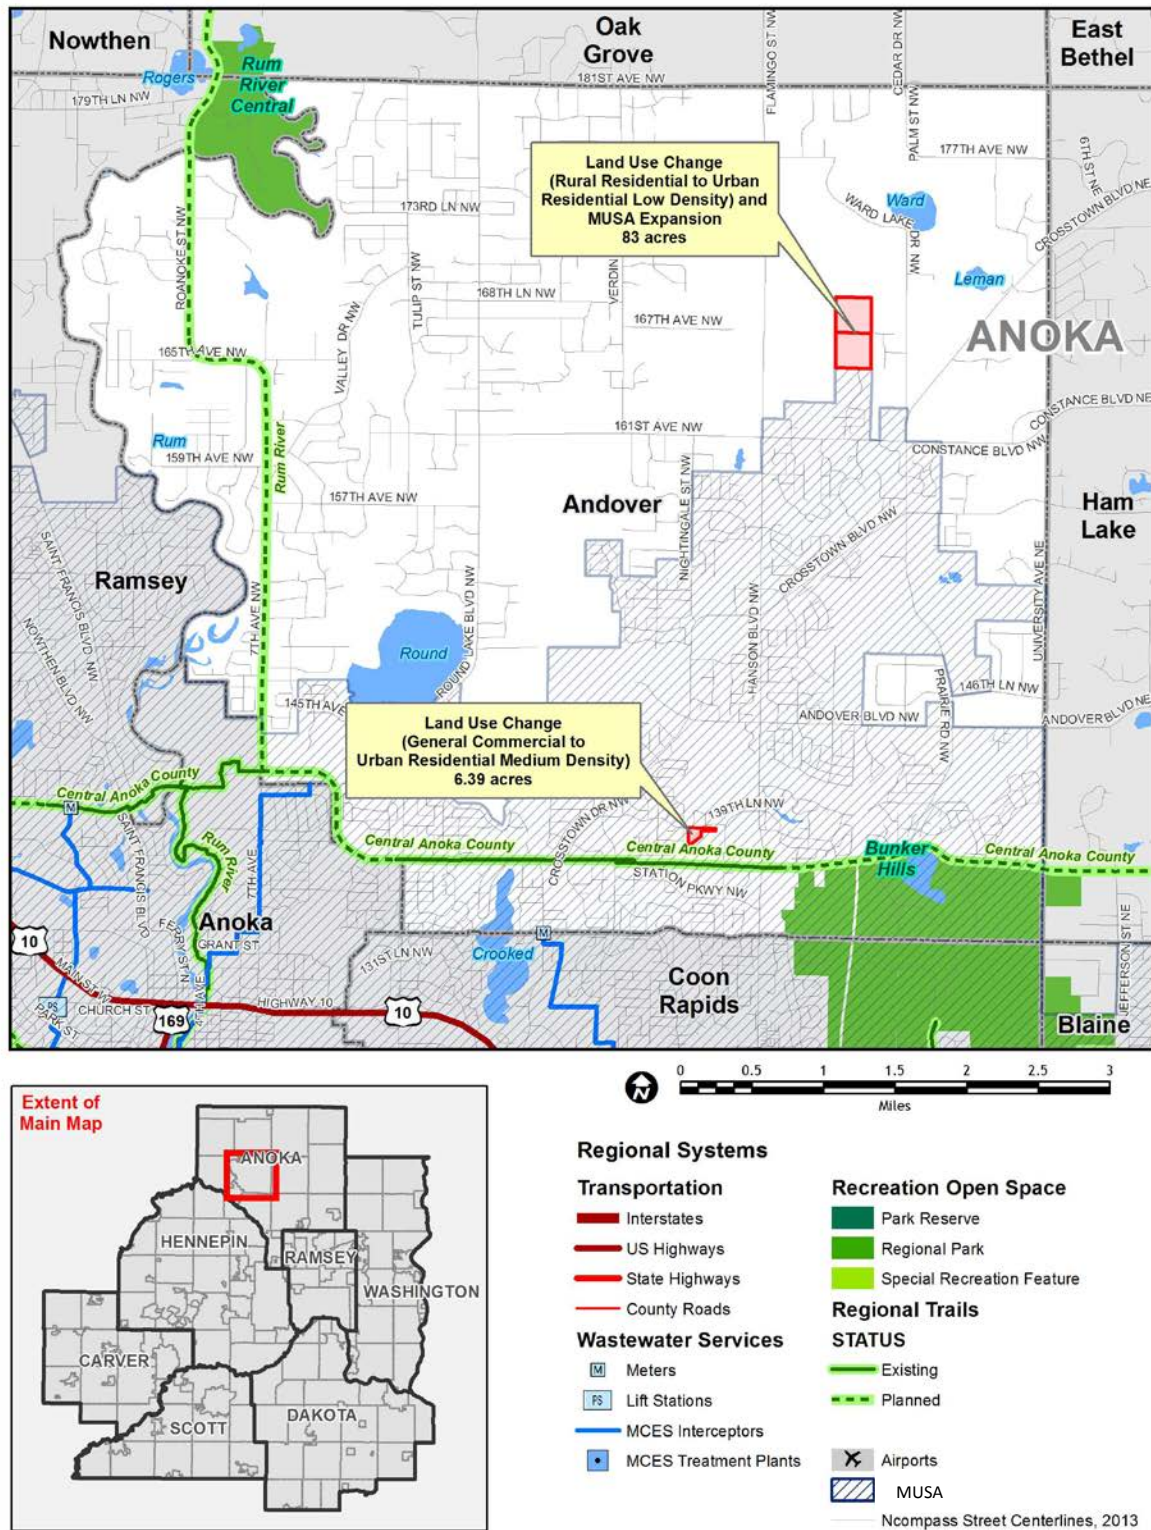 Nowthen
Oak
Grove
East
Bethel
Rogers
Rum
River
Central
179TH LN NW
181ST AVE NW
FLAMINGO ST NW
CEDAR DR NW
PALM ST NW
177TH AVE NW
6TH ST NE
CROSSTOWN BLVD NE
Land Use Change
(Rural Residential to Urban
Residential Low Density) and
MUSA Expansion
83 acres
Ward
WARD LAKE DR NW
Leman
173RD LN NW
ROANOKE ST NW
TULIP ST NW
VERDIN
168TH LN NW
167TH AVE NW
VALLEY DR NW
165TH AVE NW
ANOKA
161ST AVE NW
CONSTANCE BLVD NE
CONSTANCE BLVD NW
Rum
159TH AVE NW
Rum River
157TH AVE NW
Andover
NIGHTINGALE ST NW
CROSSTOWN BLVD NW
Ham
Lake
SAINT FRANCIS BLVD NW
Ramsey
NOWTHEN BLVD NW
7TH AVE NW
Round
ROUND LAKE BLVD NW
HANSON BLVD NW
UNIVERSITY AVE NE
PRAIRIE RD NW
146TH LN NW
145TH AVE
ANDOVER BLVD NW
ANDOVER BLVD NE
Land Use Change
(General Commercial to
Urban Residential Medium Density)
6.39 acres
Central Anoka County
M
SAINT FRANCIS BLVD
Rum River
7TH AVE
CROSSTOWN DR NW
139TH LN NW
Central Anoka County
Central Anoka County
Bunker
Hills
Central Anoka County
STATION PKWY NW
Anoka
FERRY ST N
GRANT ST
4TH AVE
10
MAIN ST W
CHURCH ST
PARK ST
PS
169
HIGHWAY 10
10
131ST LN NW
Crooked
M
Coon
Rapids
JEFFERSON ST NE
Blaine
Extent of
Main Map
ANOKA
HENNEPIN
RAMSEY
WASHINGTON
CARVER
SCOTT
DAKOTA
N
0 0.5 1 1.5 2 2.5 3
Miles
Regional Systems
Transportation
Interstates
US Highways
State Highways
County Roads
Wastewater Services
M Meters
PS Lift Stations
MCES Interceptors
MCES Treatment Plants
Recreation Open Space
Park Reserve
Regional Park
Special Recreation Feature
Regional Trails
STATUS
Existing
Planned
Airports
MUSA
Ncompass Street Centerlines, 2013